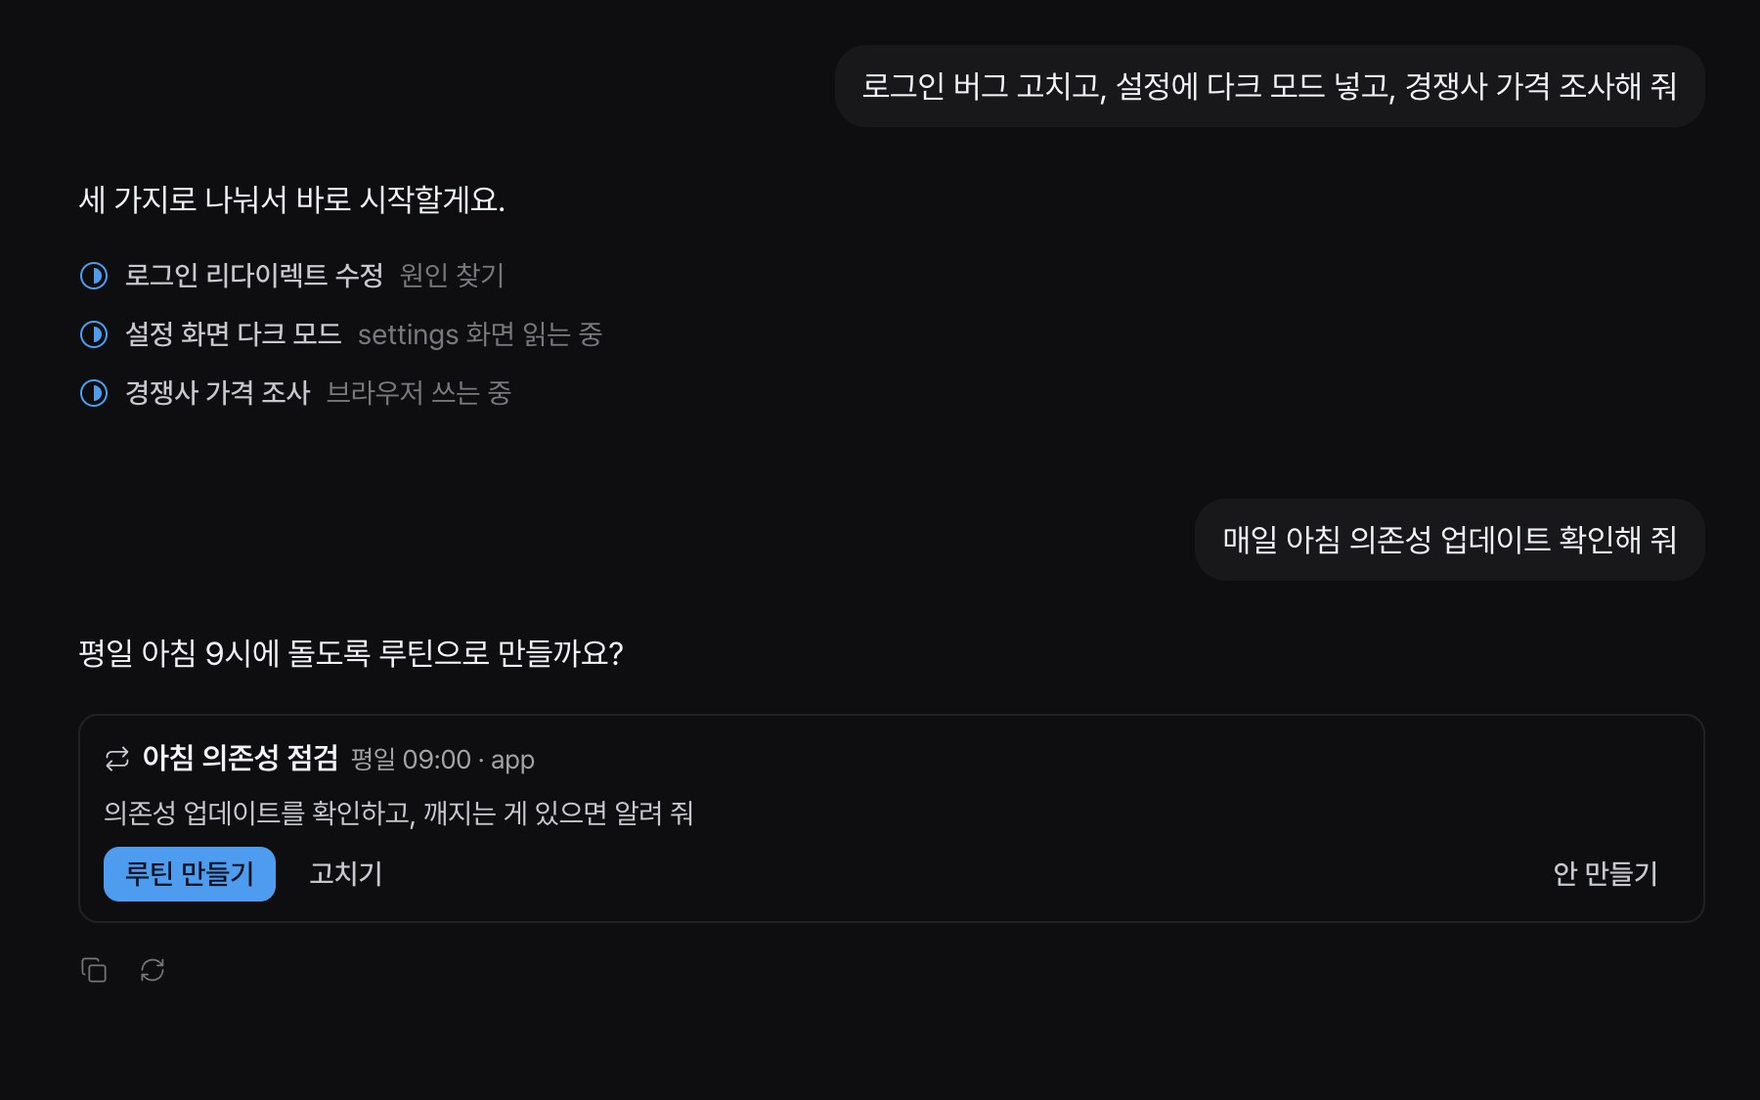 로그인 버그 고치고, 설정에 다크 모드 넣고, 경쟁사 가격 조사해 줘
세 가지로 나눠서 바로 시작할게요.
로그인 리다이렉트 수정 원인 찾기
설정 화면 다크 모드 settings 화면 읽는 중
경쟁사 가격 조사 브라우저 쓰는 중
매일 아침 의존성 업데이트 확인해 줘
평일 아침 9시에 돌도록 루틴으로 만들까요?
아침 의존성 점검 평일 09:00 · app
의존성 업데이트를 확인하고, 깨지는 게 있으면 알려 줘
루틴 만들기 고치기 안 만들기